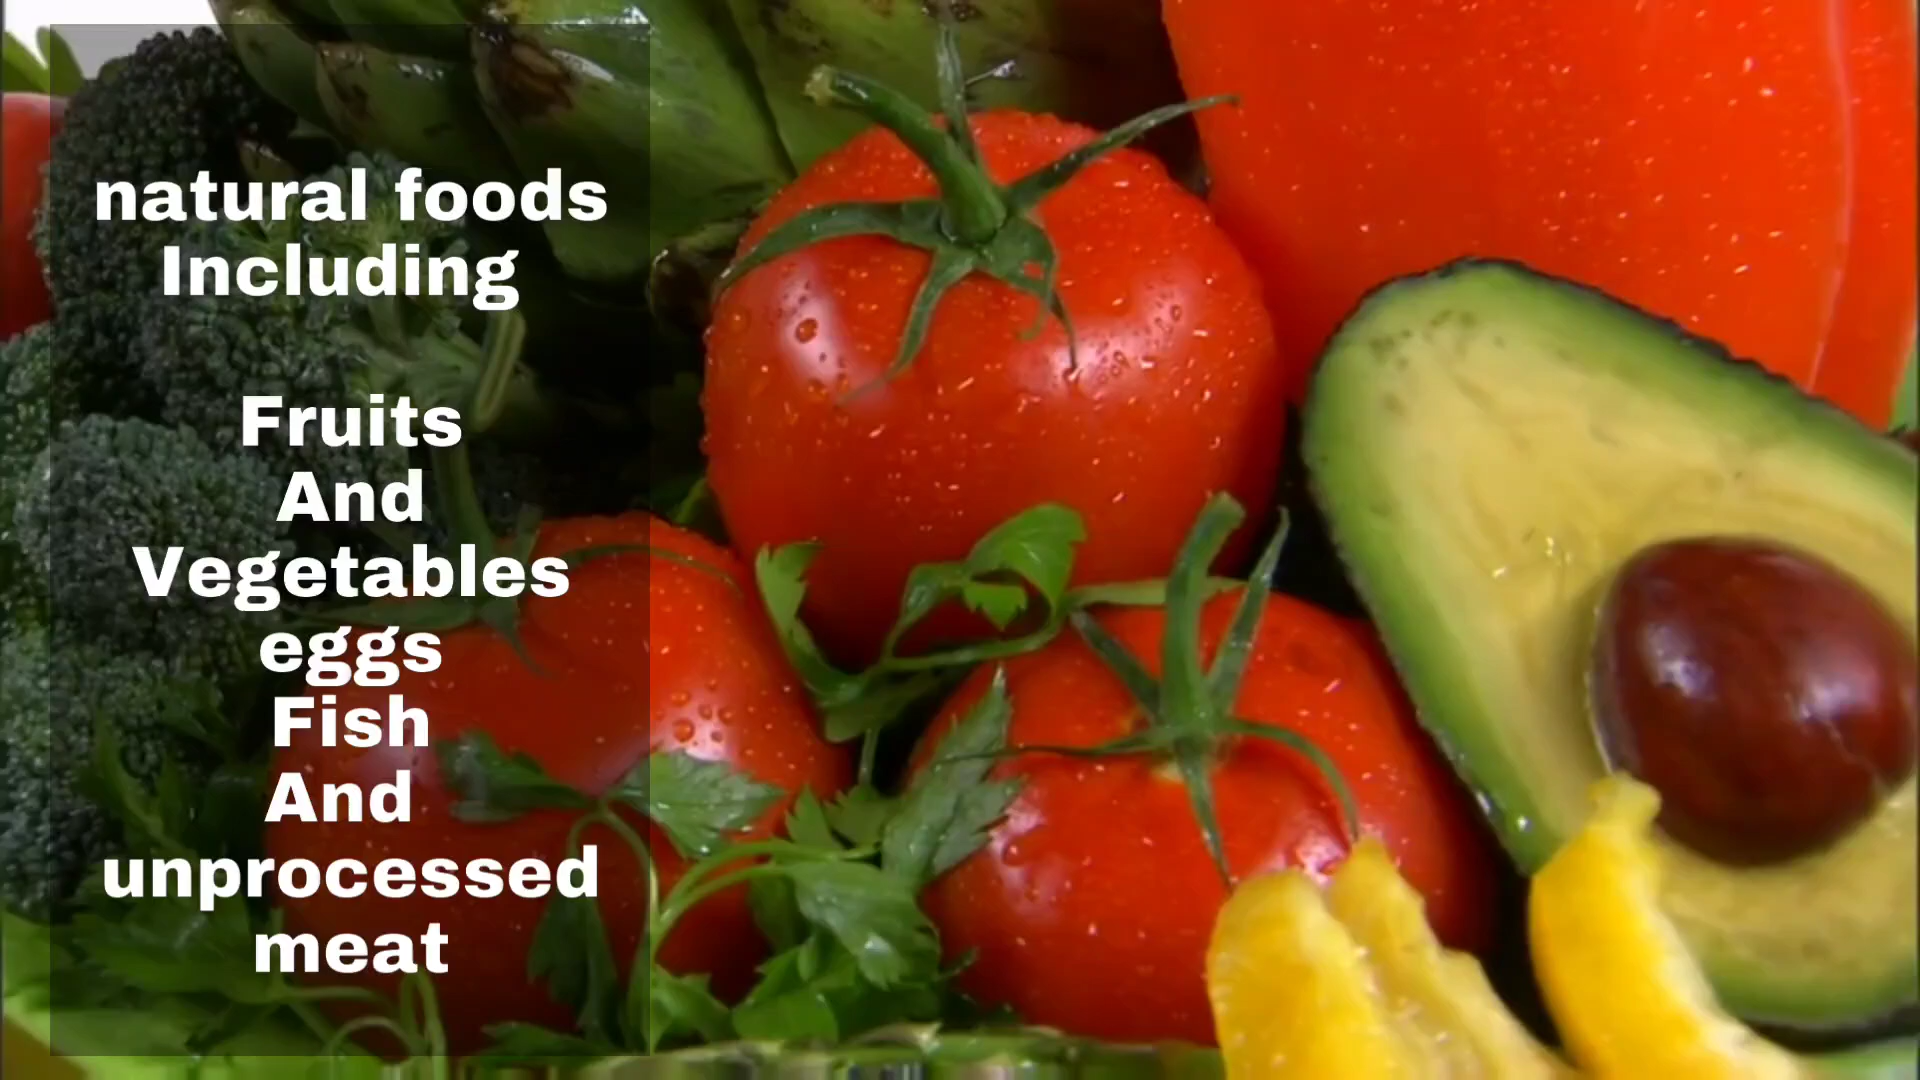 natural foods
Including
Fruits
And
Vegetables
eggs
Fish
And
unprocessed
meat